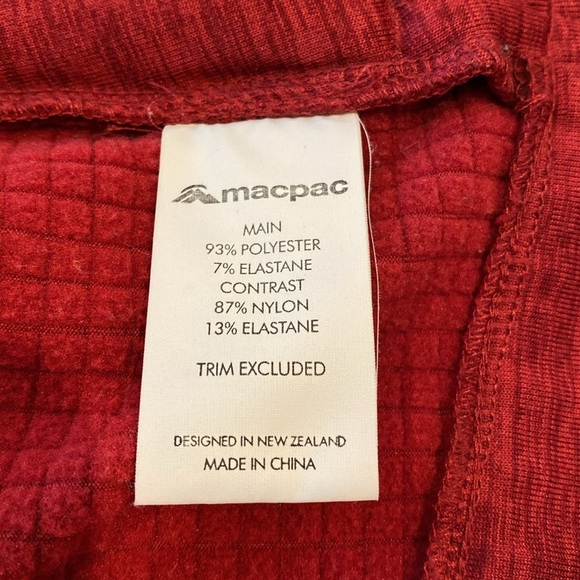 macpac
MAIN
93% POLYESTER
7% ELASTANE
CONTRAST
87% NYLON
13% ELASTANE
TRIM EXCLUDED
DESIGNED IN NEW ZEALAND
MADE IN CHINA